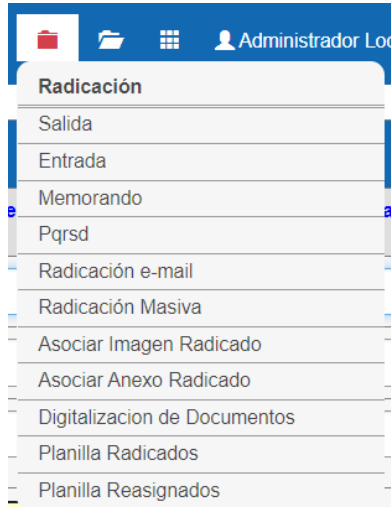 Administrador Loc
Radicación
Salida
Entrada
Memorando
Pqrsd
Radicación e-mail
Radicación Masiva
Asociar Imagen Radicado
Asociar Anexo Radicado
Digitalizacion de Documentos
Planilla Radicados
Planilla Reasignados